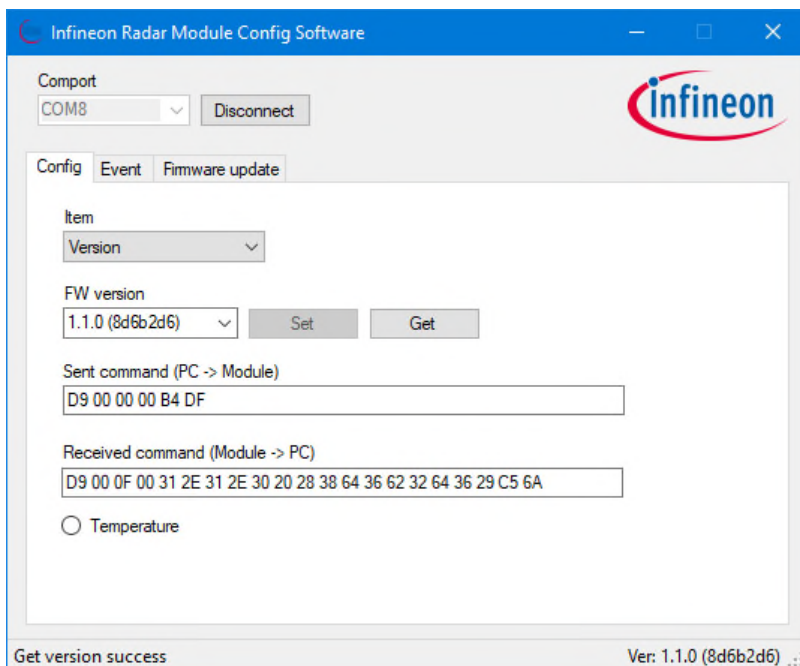 Infineon Radar Module Config Software
Comport
COM8
Disconnect
infineon
Config Event Firmware update
Item
Version
FW version
1.1.0 (8d6b2d6)
Set
Get
Sent command (PC -> Module)
D9 00 00 00 B4 DF
Received command (Module -> PC)
D9 00 0F 00 31 2E 31 2E 30 20 28 38 64 36 62 32 64 36 29 C5 6A
Temperature
Get version success
Ver: 1.1.0 (8d6b2d6)